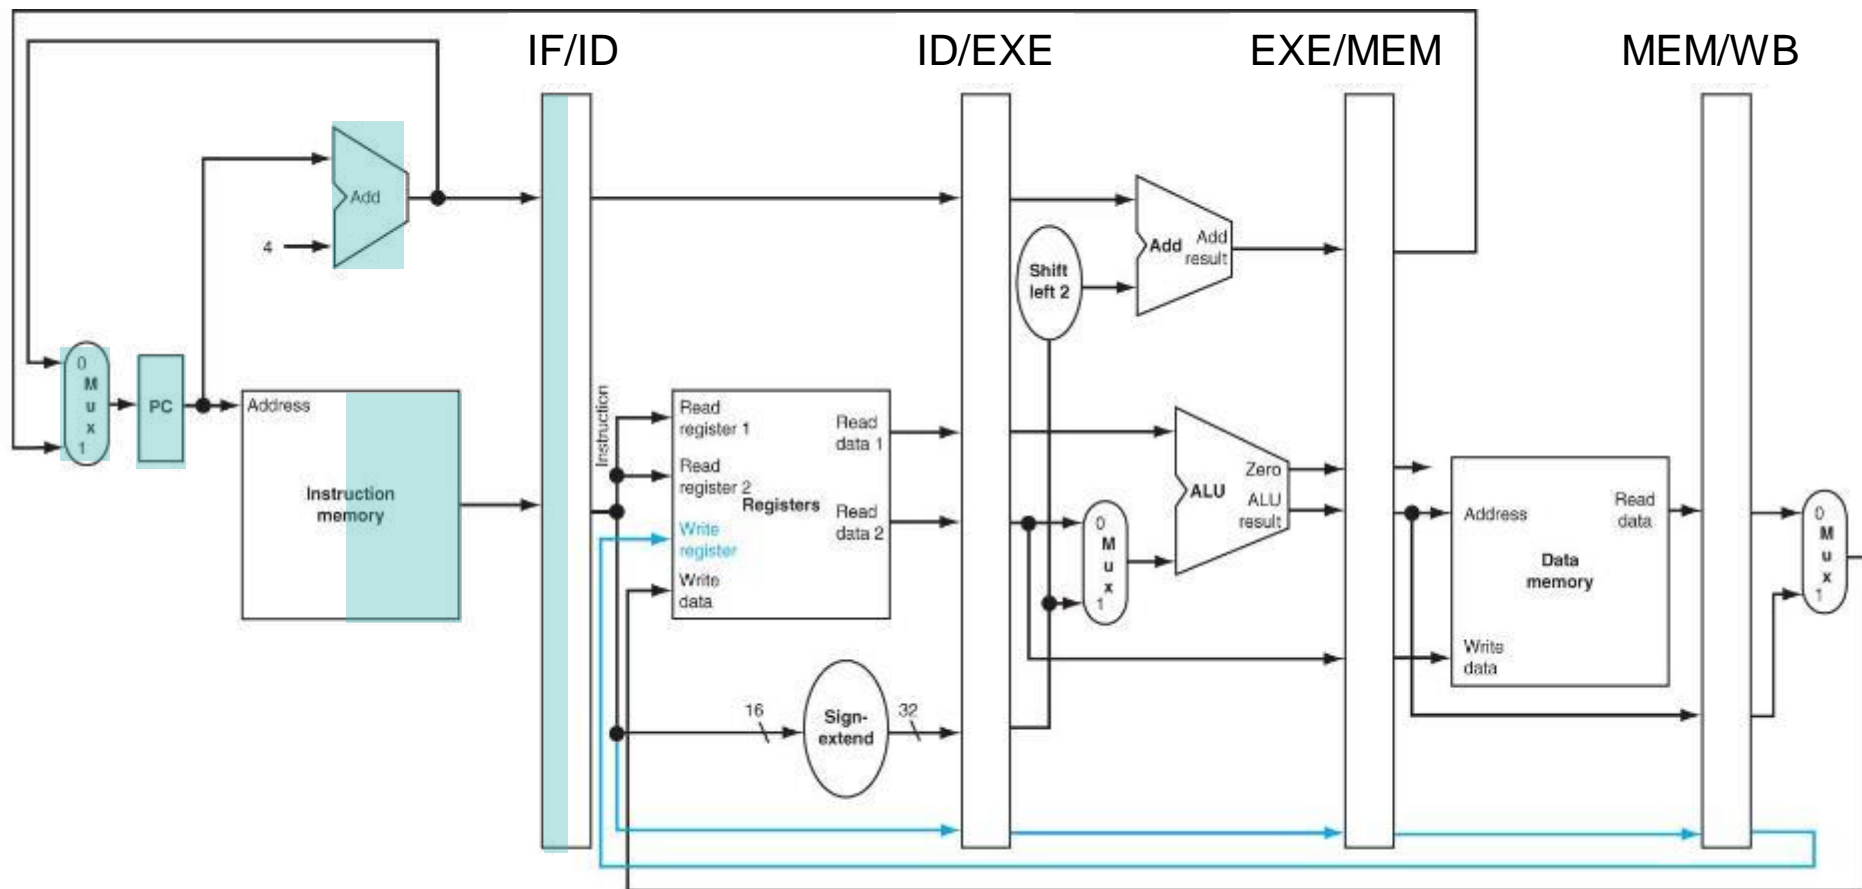 IF/ID
ID/EXE
EXE/MEM
MEM/WB
Add
4
0
M
u
x
1
PC
Address
Instruction
memory
Instruction
Read
register 1
Read
register 2
Write
register
Write
data
Registers
Read
data 1
Read
data 2
16
Sign-
extend
32
Shift
left 2
Add
Add
result
0
M
u
x
1
ALU
Zero
ALU
result
Address
Read
data
Data
memory
Write
data
0
M
u
x
1